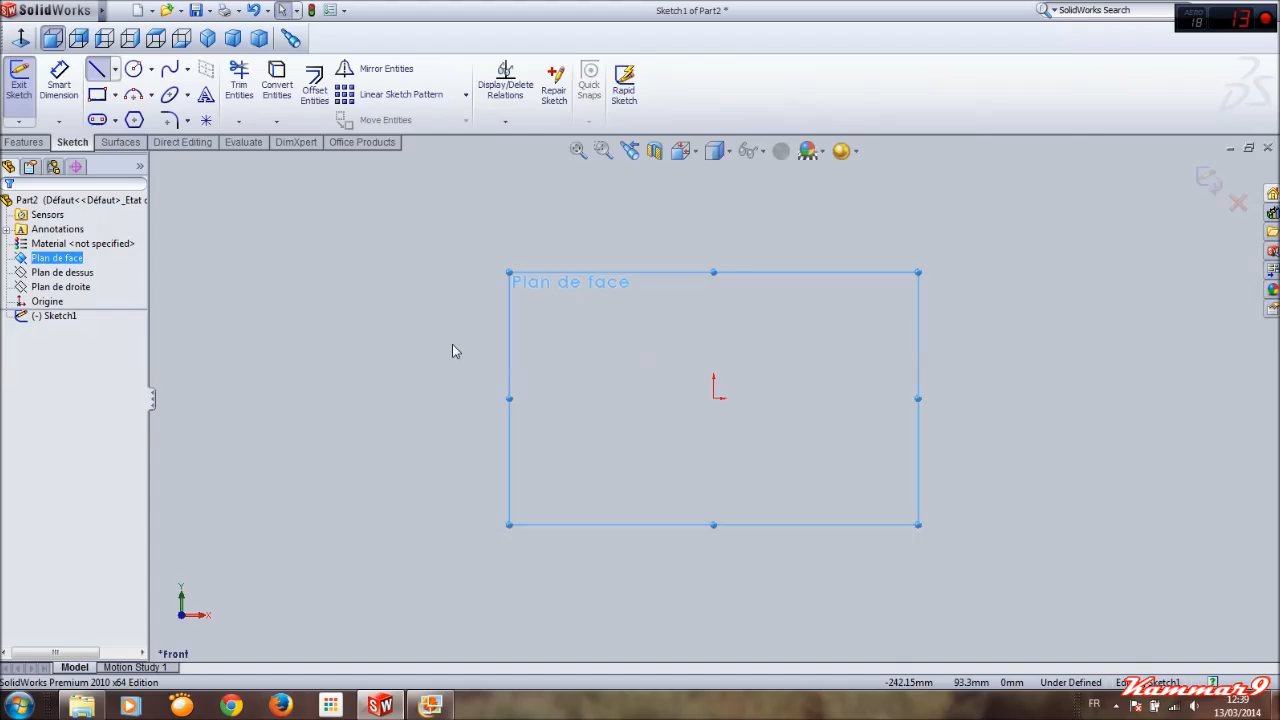 SolidWorks
Sketch1 of Part2 *
SolidWorks Search
AERO
18
13
Exit Sketch
Smart Dimension
Trim Entities
Convert Entities
Offset Entities
Mirror Entities
Linear Sketch Pattern
Move Entities
Display/Delete Relations
Repair Sketch
Quick Snaps
Rapid Sketch
Features
Sketch
Surfaces
Direct Editing
Evaluate
DimXpert
Office Products
Part2 (Défaut<<Défaut>_Etat
Sensors
Annotations
Material <not specified>
Plan de face
Plan de dessus
Plan de droite
Origine
(-) Sketch1
Plan de face
Y
X
*Front
Model
Motion Study 1
SolidWorks Premium 2010 x64 Edition
-242.15mm
93.3mm
0mm
Under Defined
Kammar9
FR
12:39
13/03/2014